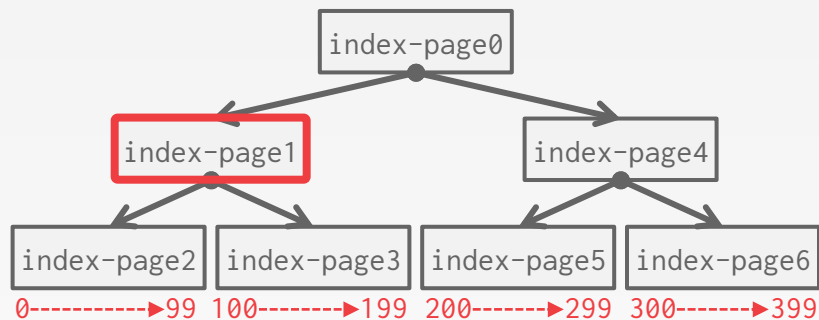 index-page0
index-page1 index-page4
index-page2 index-page3 index-page5 index-page6
0 99 100 199 200 299 300 399